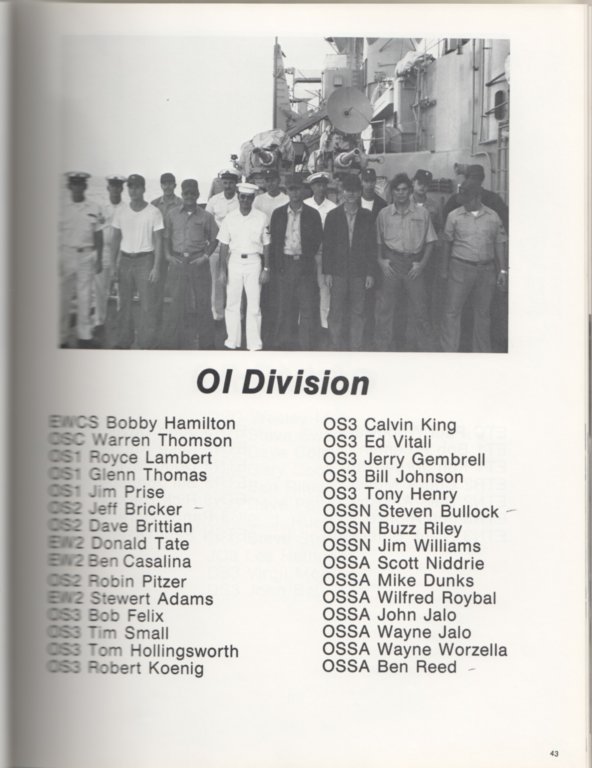 OI Division
EWCS Bobby Hamilton
OSC Warren Thomson
OS1 Royce Lambert
OS1 Glenn Thomas
OS1 Jim Prise
OS2 Jeff Bricker
OS2 Dave Brittian
EW2 Donald Tate
EW2 Ben Casalina
OS2 Robin Pitzer
EW2 Stewert Adams
OS3 Bob Felix
OS3 Tim Small
OS3 Tom Hollingsworth
OS3 Robert Koenig
OS3 Calvin King
OS3 Ed Vitali
OS3 Jerry Gembrell
OS3 Bill Johnson
OS3 Tony Henry
OSSN Steven Bullock
OSSN Buzz Riley
OSSN Jim Williams
OSSA Scott Niddrie
OSSA Mike Dunks
OSSA Wilfred Roybal
OSSA John Jalo
OSSA Wayne Jalo
OSSA Wayne Worzella
OSSA Ben Reed
43